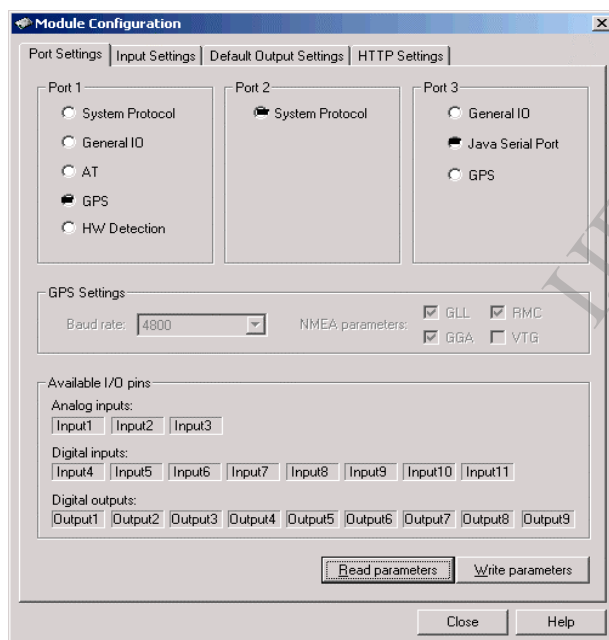 Module Configuration
Port Settings
Input Settings
Default Output Settings
HTTP Settings
Port 1
System Protocol
General IO
AT
GPS
HW Detection
Port 2
System Protocol
Port 3
General IO
Java Serial Port
GPS
GPS Settings
Baud rate: 4800
NMEA parameters:
GLL RMC
GGA VTG
Available I/O pins
Analog inputs:
Input1 Input2 Input3
Digital inputs:
Input4 Input5 Input6 Input7 Input8 Input9 Input10 Input11
Digital outputs:
Output1 Output2 Output3 Output4 Output5 Output6 Output7 Output8 Output9
Read parameters
Write parameters
Close
Help